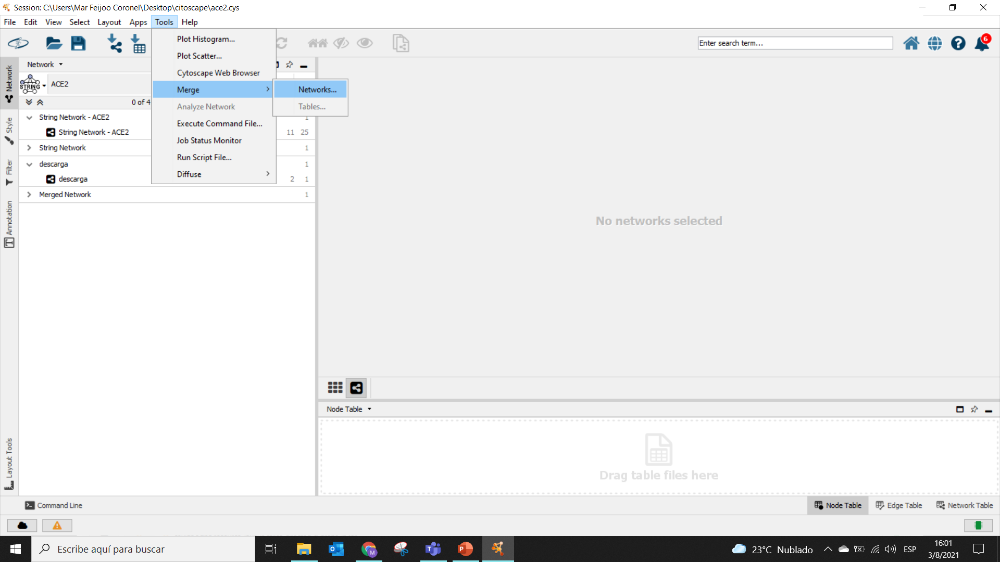 Session: C:\Users\Mar Feijoo Coronel\Desktop\citoscape\ace2.cys
File Edit View Select Layout Apps Tools Help
Enter search term...
6
Plot Histogram...
Plot Scatter...
Cytoscape Web Browser
Merge
Analyze Network
Execute Command File...
Job Status Monitor
Run Script File...
Diffuse
Networks...
Tables...
Network
Style
Filter
Annotation
Layout Tools
Network
STRING ACE2
0 of 4
String Network - ACE2 1
String Network - ACE2 11 25
String Network 1
descarga 1
descarga 2 1
Merged Network 1
No networks selected
Node Table
Drag table files here
Command Line
Node Table Edge Table Network Table
Escribe aquí para buscar
23°C Nublado
ESP
16:01
3/8/2021